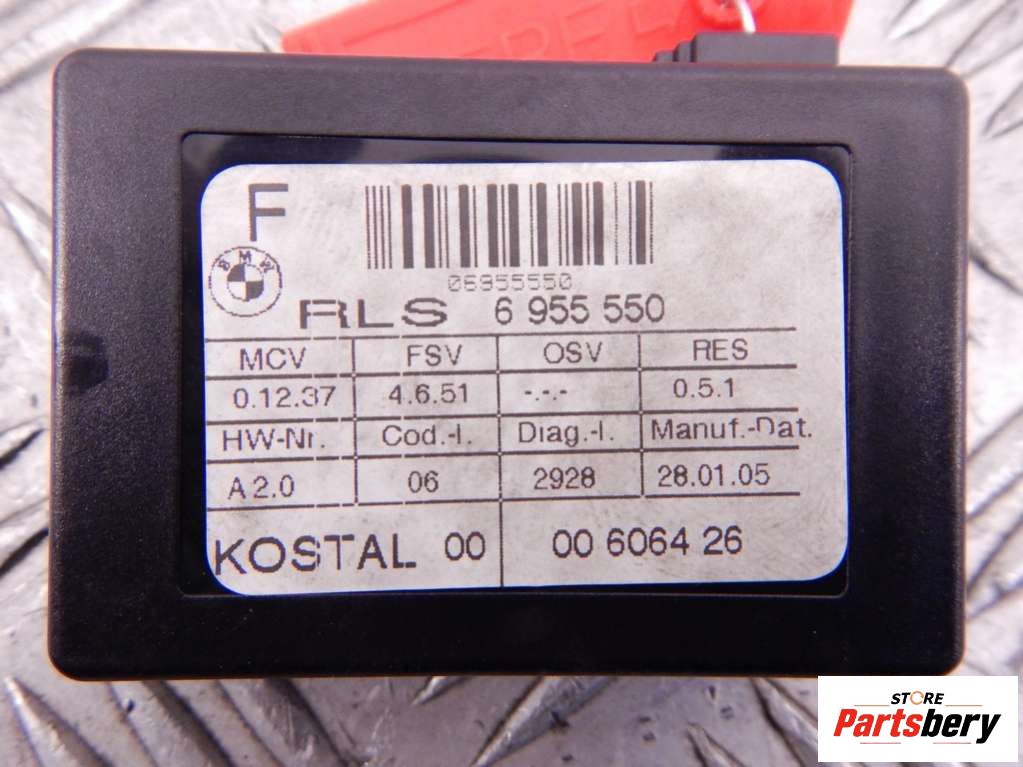 F
BMW
06955550
RLS 6 955 550
MCV FSV OSV RES
0.12.37 4.6.51 -.-.- 0.5.1
HW-Nr. Cod.-I. Diag.-I. Manuf.-Dat.
A 2.0 06 2928 28.01.05
KOSTAL 00 00 6064 26
STORE
Partsbery